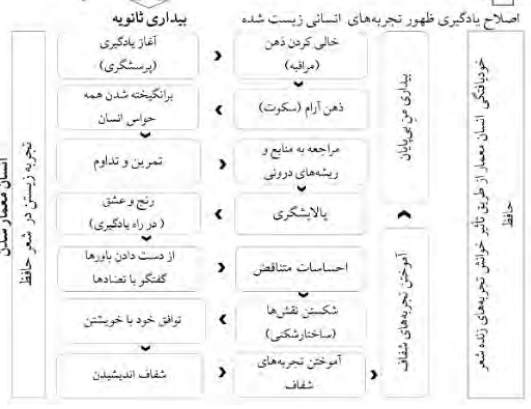 اصلاح یادگیری ظهور تجربه‌های انسانی زیست شده
بیداری ثانویه
خودیافتگی انسان معمار از طریق تاثیر خوانش تجربه‌های زنده شعر
حافظ
بیداری من بی‌پایان
آموختن تجربه‌های شفاف
خالی کردن ذهن
(مراقبه)
آغاز یادگیری
(پرسشگری)
ذهن آرام (سکوت)
برانگیخته شدن همه
حواس انسان
مراجعه به منابع و
ریشه‌های درونی
تمرین و تداوم
پالایشگری
رنج و عشق
(در راه یادگیری)
احساسات متناقض
از دست دادن باورها
گفتگو با تضادها
شکستن نقش‌ها
(ساختارشکنی)
توافق خود با خویشتن
آموختن تجربه‌های
شفاف
شفاف اندیشیدن
تجربه زیستن در شعر حافظ
انسان معمار شدن